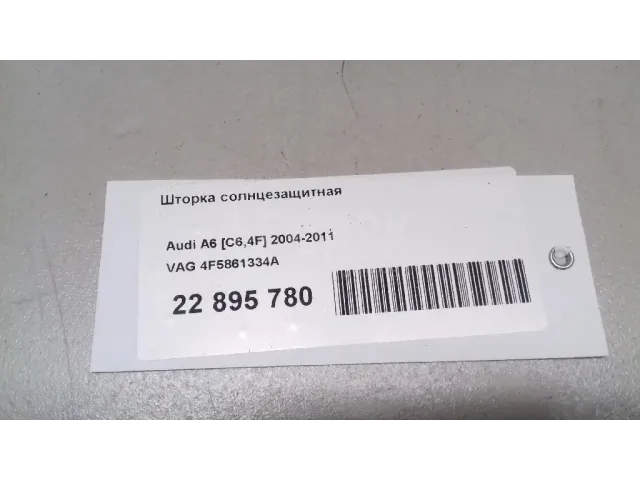 Шторка солнцезащитная
Audi A6 [C6,4F] 2004-2011
VAG 4F5861334A
22 895 780